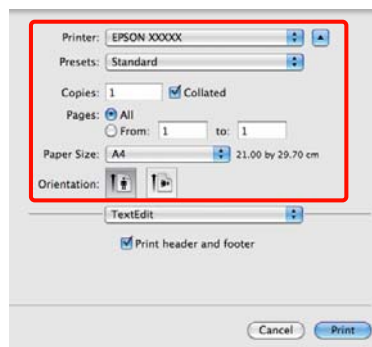 Printer: EPSON XXXXX
Presets: Standard
Copies: 1 Collated
Pages: All
From: 1 to: 1
Paper Size: A4 21.00 by 29.70 cm
Orientation:
TextEdit
Print header and footer
Cancel Print